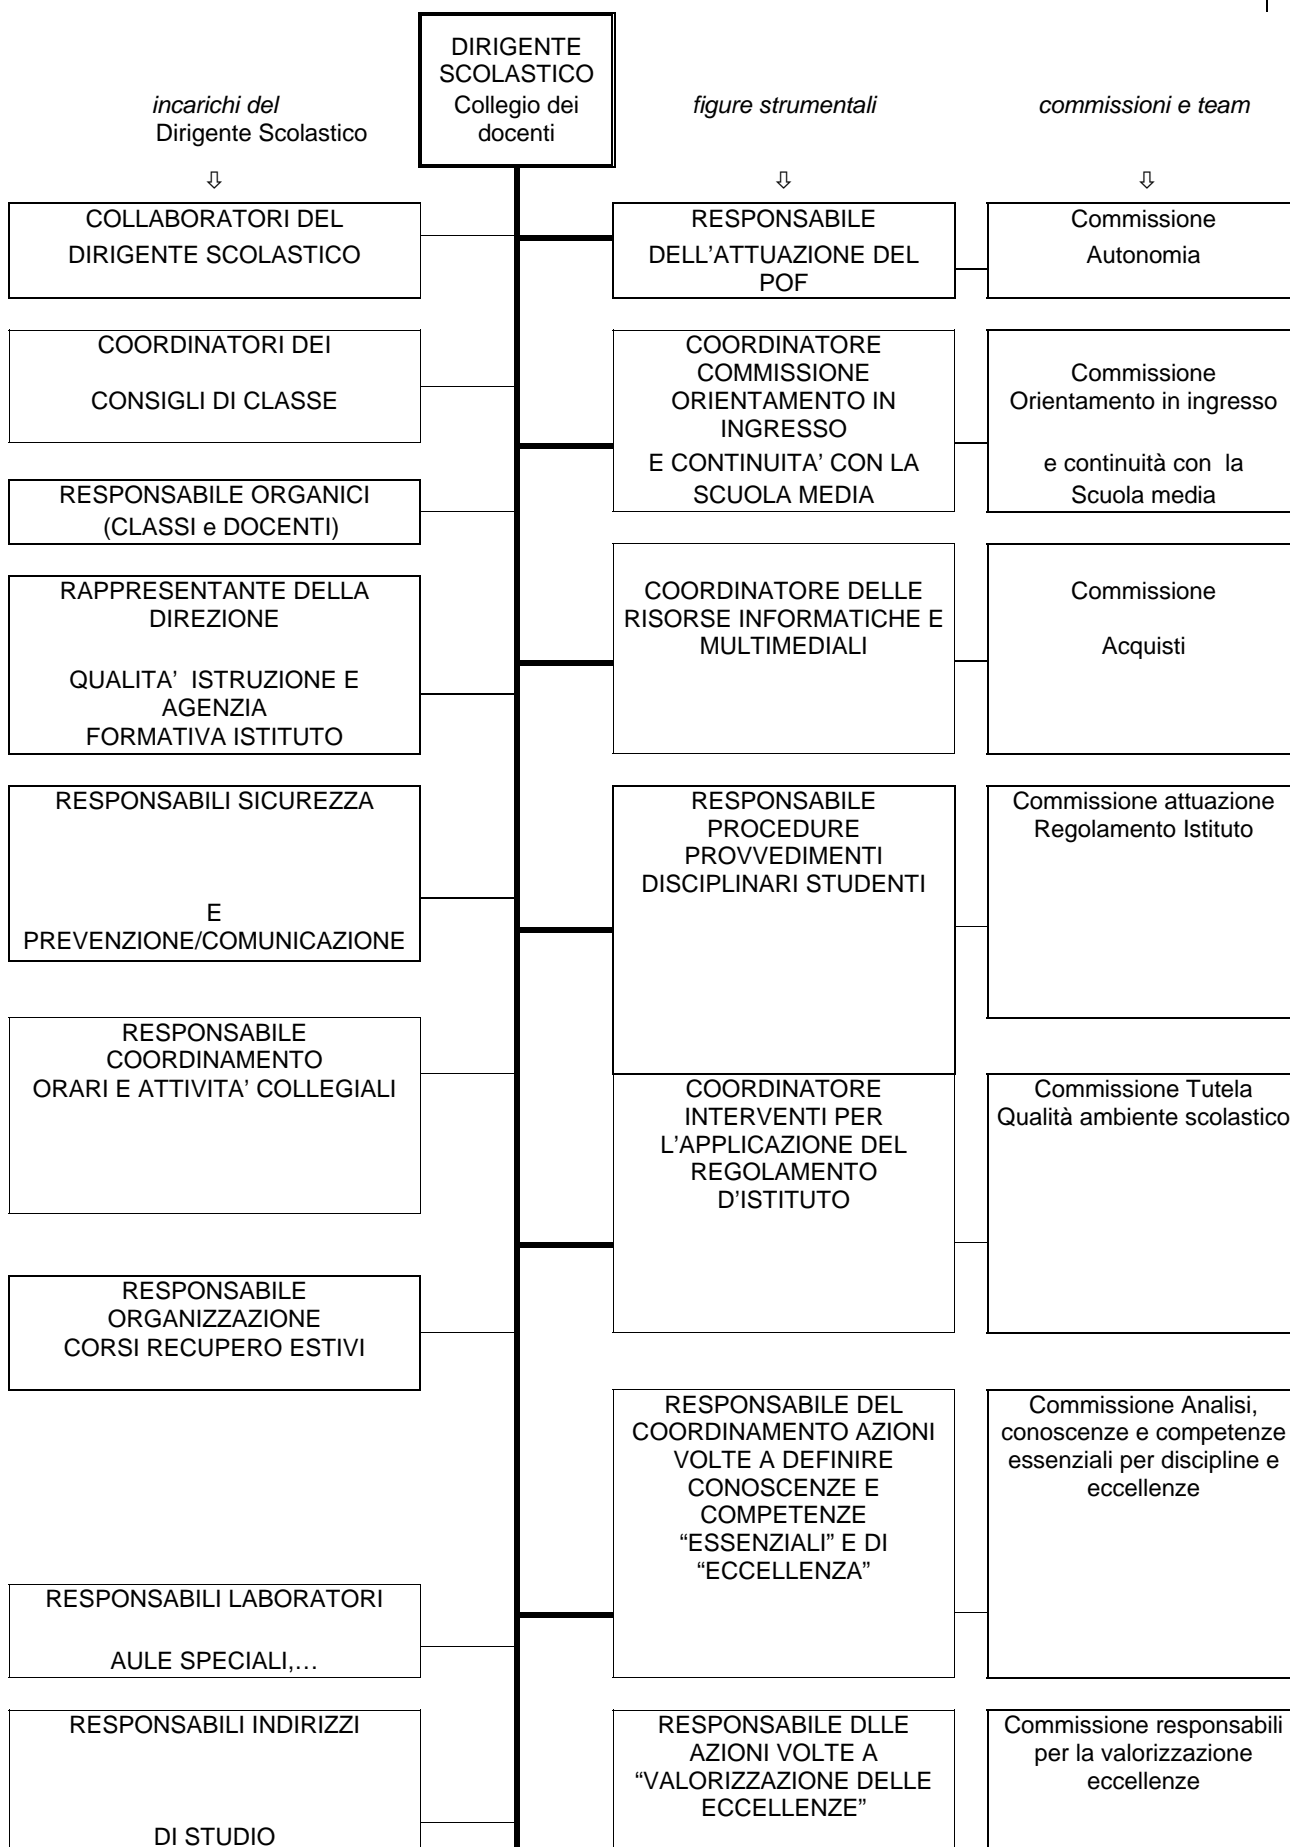 DIRIGENTE
SCOLASTICO
Collegio dei
docenti
incarichi del
Dirigente Scolastico
figure strumentali
commissioni e team
⇩
⇩
⇩
COLLABORATORI DEL
DIRIGENTE SCOLASTICO
RESPONSABILE
DELL’ATTUAZIONE DEL
POF
Commissione
Autonomia
COORDINATORI DEI
CONSIGLI DI CLASSE
COORDINATORE
COMMISSIONE
ORIENTAMENTO IN
INGRESSO
E CONTINUITA’ CON LA
SCUOLA MEDIA
Commissione
Orientamento in ingresso
e continuità con la
Scuola media
RESPONSABILE ORGANICI
(CLASSI e DOCENTI)
COORDINATORE DELLE
RISORSE INFORMATICHE E
MULTIMEDIALI
Commissione
Acquisti
RAPPRESENTANTE DELLA
DIREZIONE
QUALITA’ ISTRUZIONE E
AGENZIA
FORMATIVA ISTITUTO
RESPONSABILI SICUREZZA
E
PREVENZIONE/COMUNICAZIONE
RESPONSABILE
PROCEDURE
PROVVEDIMENTI
DISCIPLINARI STUDENTI
Commissione attuazione
Regolamento Istituto
RESPONSABILE
COORDINAMENTO
ORARI E ATTIVITA’ COLLEGIALI
COORDINATORE
INTERVENTI PER
L’APPLICAZIONE DEL
REGOLAMENTO
D’ISTITUTO
Commissione Tutela
Qualità ambiente scolastico
RESPONSABILE
ORGANIZZAZIONE
CORSI RECUPERO ESTIVI
RESPONSABILE DEL
COORDINAMENTO AZIONI
VOLTE A DEFINIRE
CONOSCENZE E
COMPETENZE
“ESSENZIALI” E DI
“ECCELLENZA”
Commissione Analisi,
conoscenze e competenze
essenziali per discipline e
eccellenze
RESPONSABILI LABORATORI
AULE SPECIALI,…
RESPONSABILI INDIRIZZI
DI STUDIO
RESPONSABILE DLLE
AZIONI VOLTE A
“VALORIZZAZIONE DELLE
ECCELLENZE”
Commissione responsabili
per la valorizzazione
eccellenze